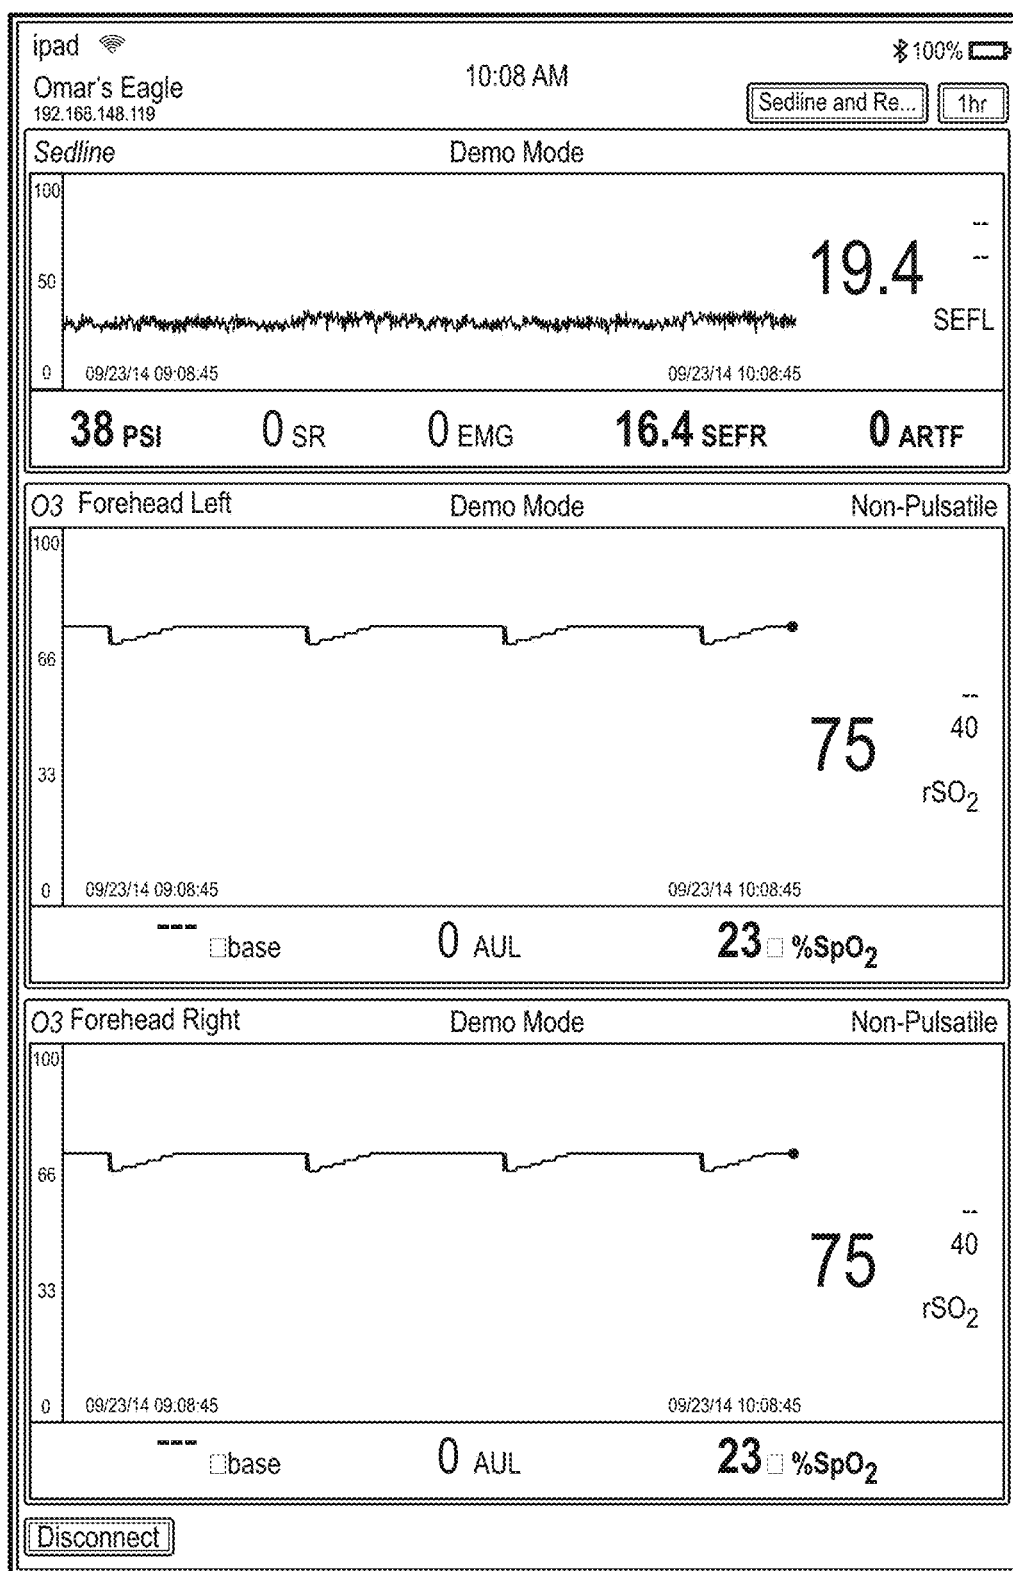 ipad 100%
10:08 AM
Omar's Eagle
192.168.148.119
Sedline and Re... 1hr
Sedline Demo Mode
100
50
0
--
19.4 --
SEFL
09/23/14 09:08:45 09/23/14 10:08:45
38 PSI 0 SR 0 EMG 16.4 SEFR 0 ARTF
O3 Forehead Left Demo Mode Non-Pulsatile
100
66
33
0
--
75 40
rSO2
09/23/14 09:08:45 09/23/14 10:08:45
--- □base 0 AUL 23 □ %SpO2
O3 Forehead Right Demo Mode Non-Pulsatile
100
66
33
0
--
75 40
rSO2
09/23/14 09:08:45 09/23/14 10:08:45
--- □base 0 AUL 23 □ %SpO2
Disconnect